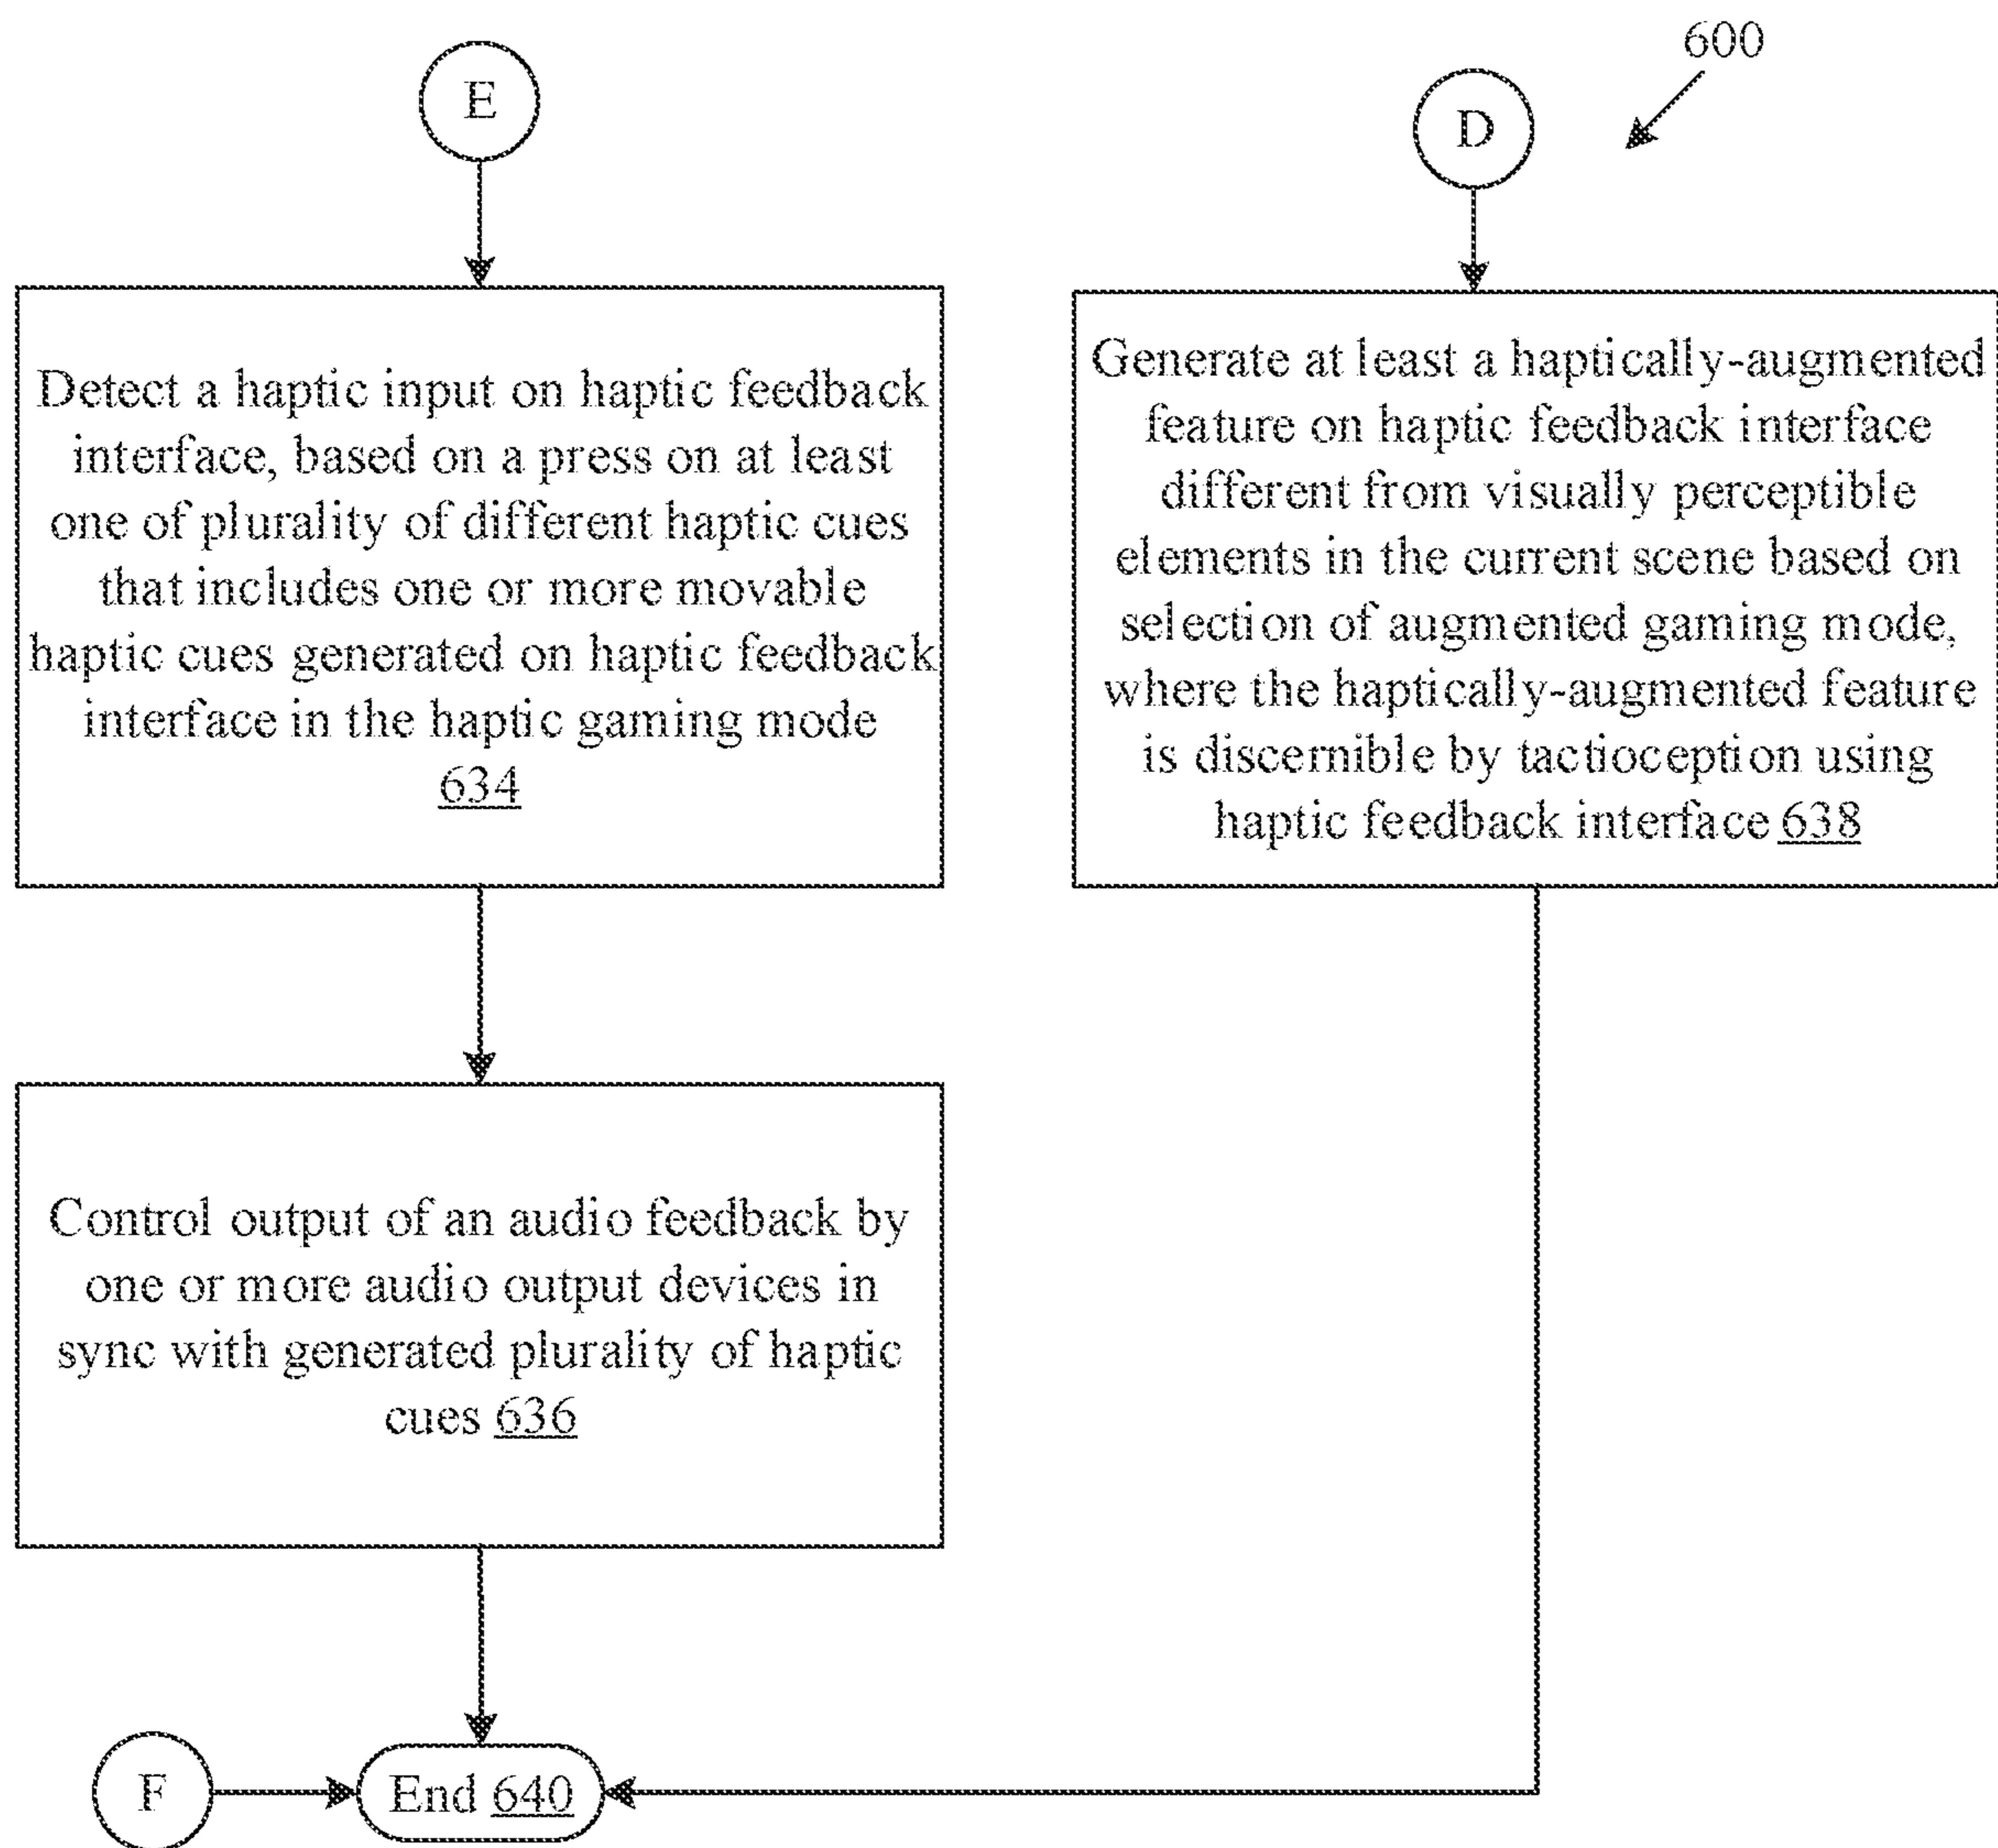 600
E
D
Detect a haptic input on haptic feedback
interface, based on a press on at least
one of plurality of different haptic cues
that includes one or more movable
haptic cues generated on haptic feedback
interface in the haptic gaming mode
634
Generate at least a haptically-augmented
feature on haptic feedback interface
different from visually perceptible
elements in the current scene based on
selection of augmented gaming mode,
where the haptically-augmented feature
is discernible by tactioception using
haptic feedback interface 638
Control output of an audio feedback by
one or more audio output devices in
sync with generated plurality of haptic
cues 636
F
End 640